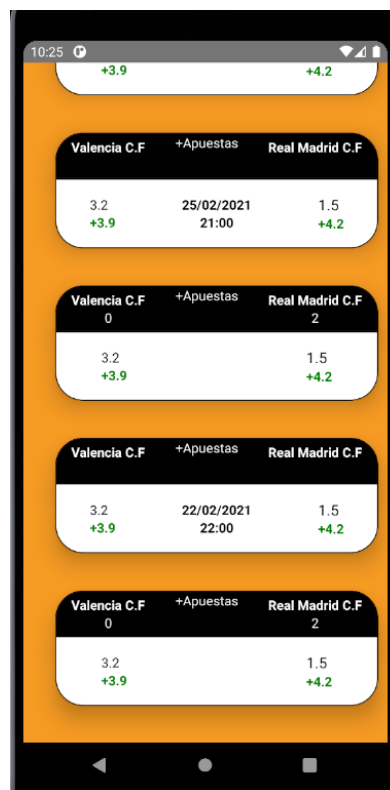 10:25
+3.9 +4.2
Valencia C.F +Apuestas Real Madrid C.F
3.2 25/02/2021 1.5
+3.9 21:00 +4.2
Valencia C.F +Apuestas Real Madrid C.F
0 2
3.2 1.5
+3.9 +4.2
Valencia C.F +Apuestas Real Madrid C.F
3.2 22/02/2021 1.5
+3.9 22:00 +4.2
Valencia C.F +Apuestas Real Madrid C.F
0 2
3.2 1.5
+3.9 +4.2